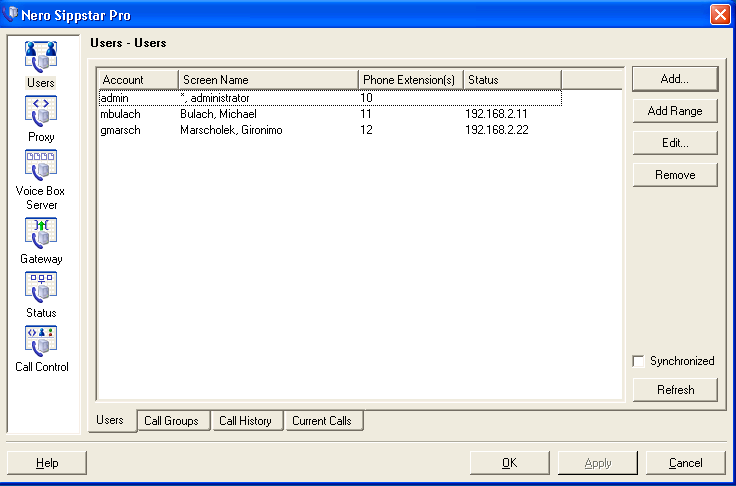 Nero Sippstar Pro
Users
Proxy
Voice Box
Server
Gateway
Status
Call Control
Users - Users
Account Screen Name Phone Extension(s) Status
admin *, administrator 10
mbulach Bulach, Michael 11 192.168.2.11
gmarsch Marscholek, Gironimo 12 192.168.2.22
Add...
Add Range
Edit...
Remove
Synchronized
Refresh
Users Call Groups Call History Current Calls
Help OK Apply Cancel